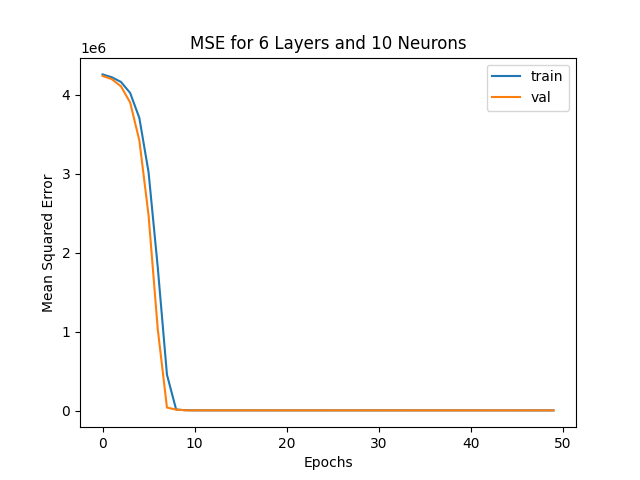 MSE for 6 Layers and 10 Neurons
1e6
train
val
4
3
2
1
0
Mean Squared Error
0 10 20 30 40 50
Epochs